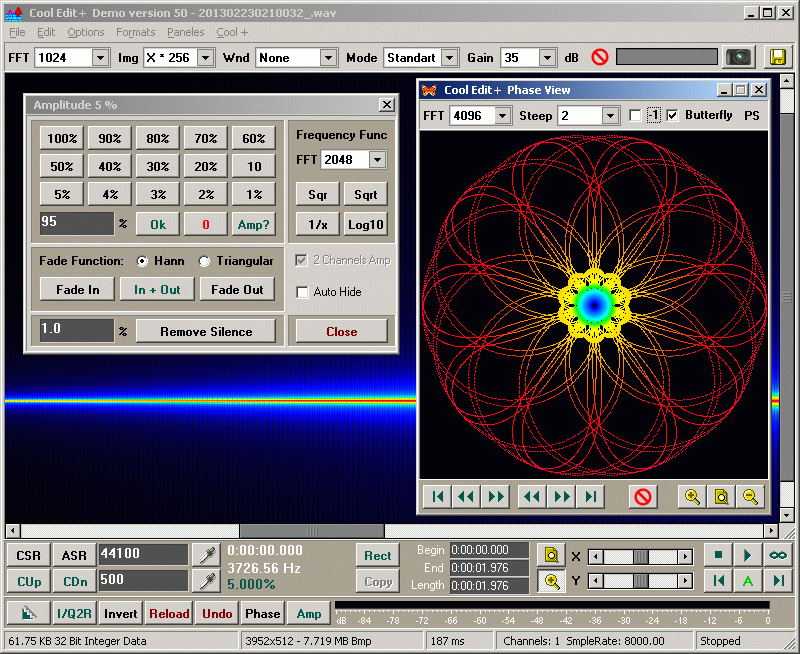 Cool Edit+ Demo version 50 - 201302230210032_.wav
File Edit Options Formats Paneles Cool +
FFT 1024 Img X * 256 Wnd None Mode Standart Gain 35 dB
Amplitude 5 %
100% 90% 80% 70% 60%
50% 40% 30% 20% 10
5% 4% 3% 2% 1%
95 % Ok 0 Amp?
Frequency Func
FFT 2048
Sqr Sqrt
1/x Log10
Fade Function: Hann Triangular
Fade In In + Out Fade Out
2 Channels Amp
Auto Hide
1.0 % Remove Silence
Close
Cool Edit+ Phase View
FFT 4096 Steep 2 -1 Butterfly PS
CSR ASR 44100
CUp CDn 500
0:00:00.000
3726.56 Hz
5.000%
Rect
Copy
Begin 0:00:00.000
End 0:00:01.976
Length 0:00:01.976
X
Y
A
I/Q2R Invert Reload Undo Phase Amp
dB -84 -78 -72 -66 -60 -54 -48 -42 -36 -30 -24 -18 -12 -6 0
61.75 KB 32 Bit Integer Data 3952x512 - 7.719 MB Bmp 187 ms Channels: 1 SmpleRate: 8000.00 Stopped